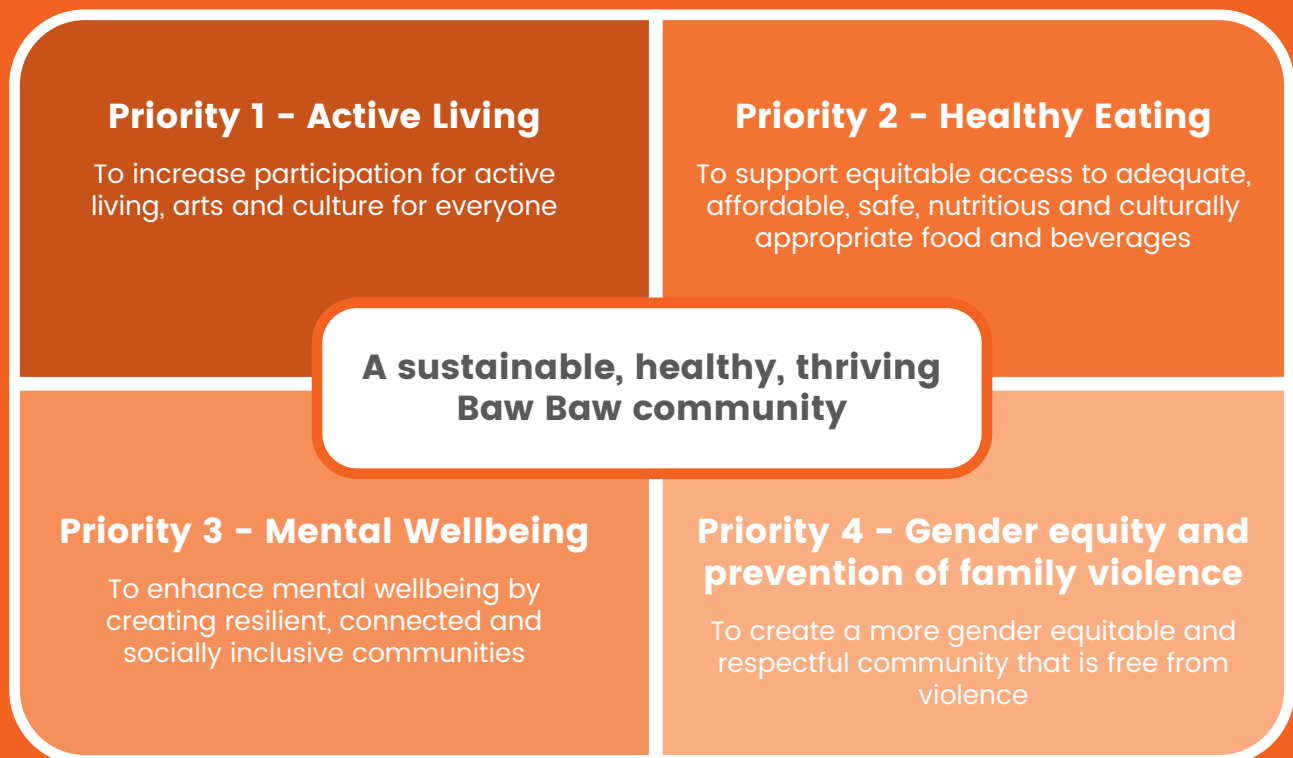 Priority 1 - Active Living
To increase participation for active
living, arts and culture for everyone
Priority 2 - Healthy Eating
To support equitable access to adequate,
affordable, safe, nutritious and culturally
appropriate food and beverages
A sustainable, healthy, thriving
Baw Baw community
Priority 3 - Mental Wellbeing
To enhance mental wellbeing by
creating resilient, connected and
socially inclusive communities
Priority 4 - Gender equity and
prevention of family violence
To create a more gender equitable and
respectful community that is free from
violence